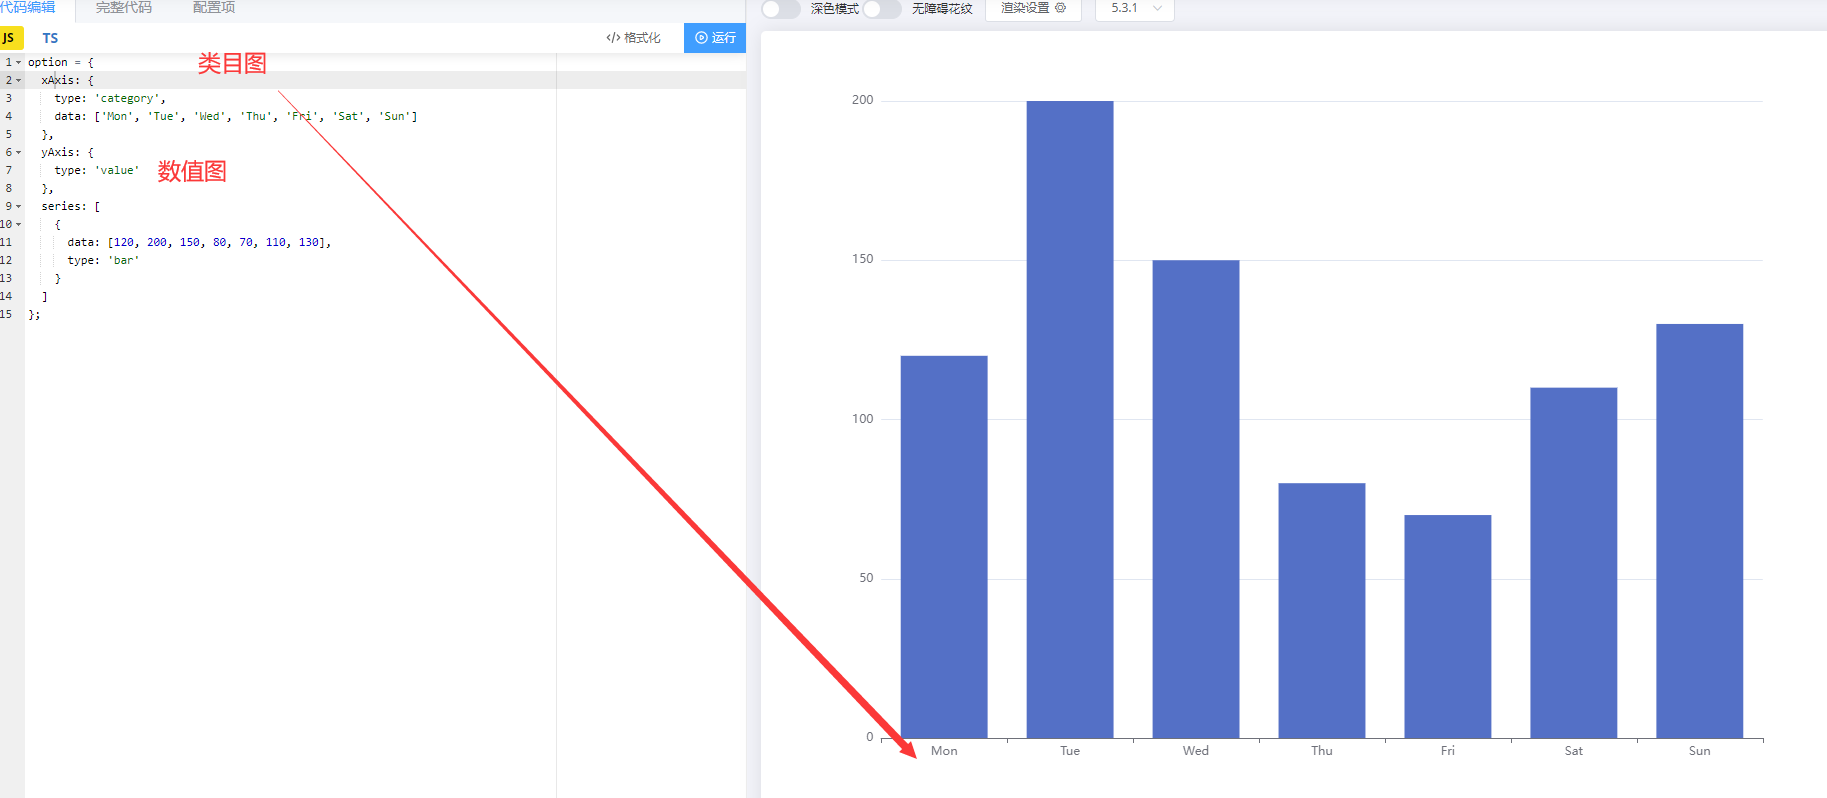 代码编辑 完整代码 配置项
深色模式 无障碍花纹 渲染设置 5.3.1
JS TS </> 格式化 运行
类目图
1 option = {
2 xAxis: {
3 type: 'category',
4 data: ['Mon', 'Tue', 'Wed', 'Thu', 'Fri', 'Sat', 'Sun']
5 },
6 yAxis: {
7 type: 'value' 数值图
8 },
9 series: [
10 {
11 data: [120, 200, 150, 80, 70, 110, 130],
12 type: 'bar'
13 }
14 ]
15 };
200
150
100
50
0
Mon Tue Wed Thu Fri Sat Sun